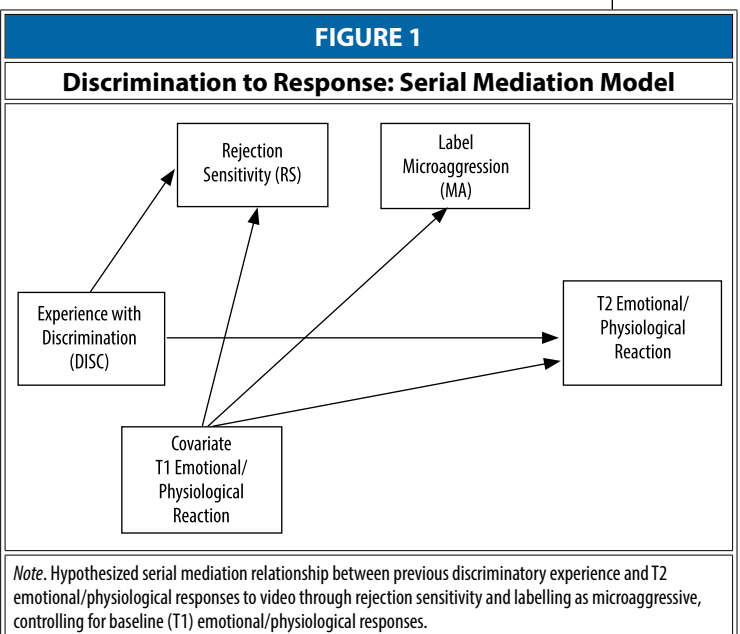 FIGURE 1
Discrimination to Response: Serial Mediation Model
Rejection
Sensitivity (RS)
Label
Microaggression
(MA)
Experience with
Discrimination
(DISC)
T2 Emotional/
Physiological
Reaction
Covariate
T1 Emotional/
Physiological
Reaction
Note. Hypothesized serial mediation relationship between previous discriminatory experience and T2
emotional/physiological responses to video through rejection sensitivity and labelling as microaggressive,
controlling for baseline (T1) emotional/physiological responses.